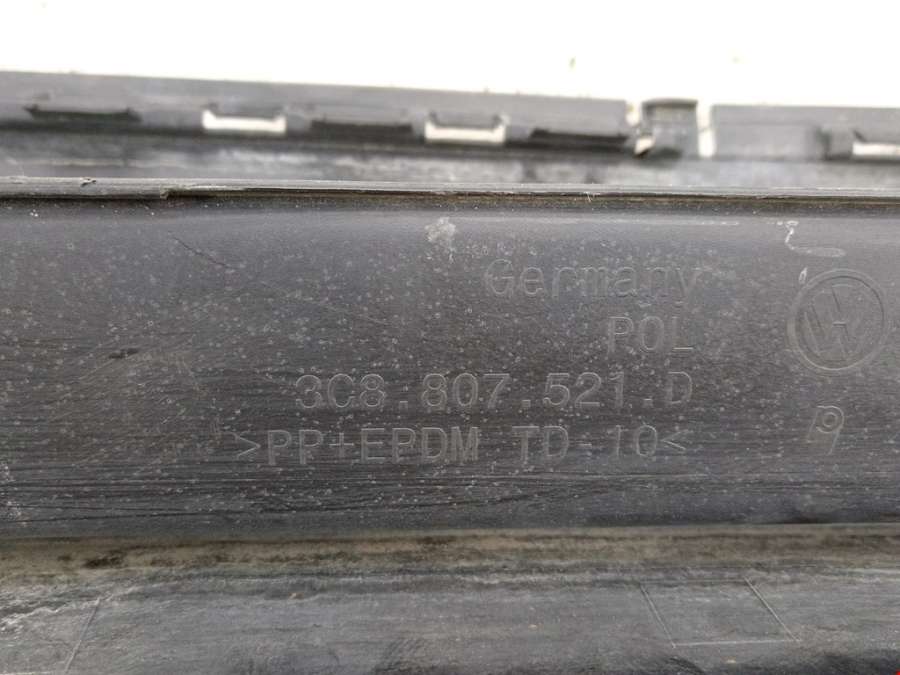 Germany
POL
3C8.807.521.D
>PP+EPDM TD-10<